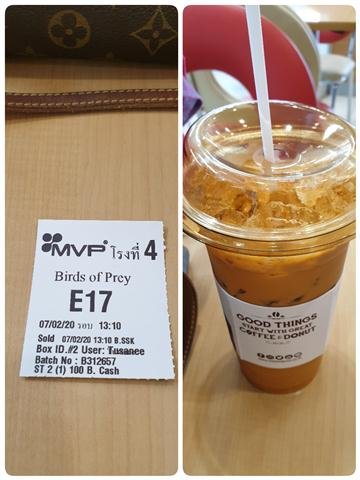 MVP โรงที่ 4
Birds of Prey
E17
07/02/20 รอบ 13:10
Sold 07/02/20 13:10 B.SSK
Box ID.#2 User: Tusanee
Batch No : B312657
ST 2 (1) 100 B. Cash
GOOD THINGS
START WITH GREAT
COFFEE & DONUT